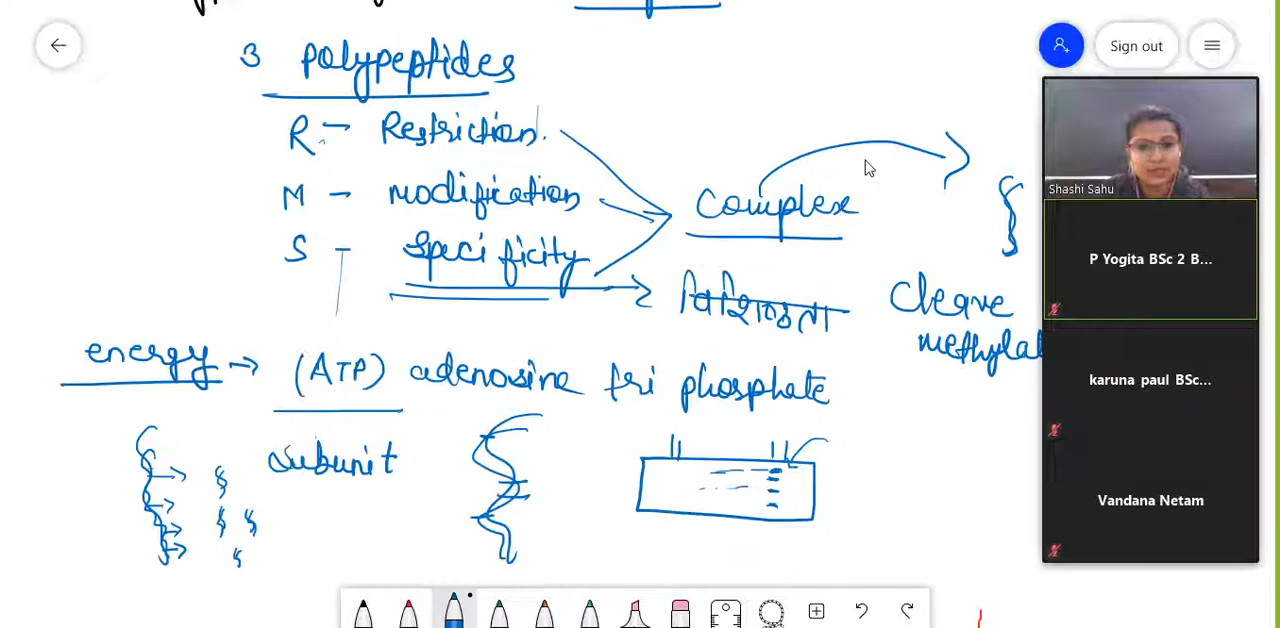 Sign out
3 Polypeptides
R – Restriction.
M – modification
S – Specificity
Complex
Cleave
methylat
energy → (ATP) adenosine tri phosphate
Subunit
Shashi Sahu
P Yogita BSc 2 B...
karuna paul BSc...
Vandana Netam